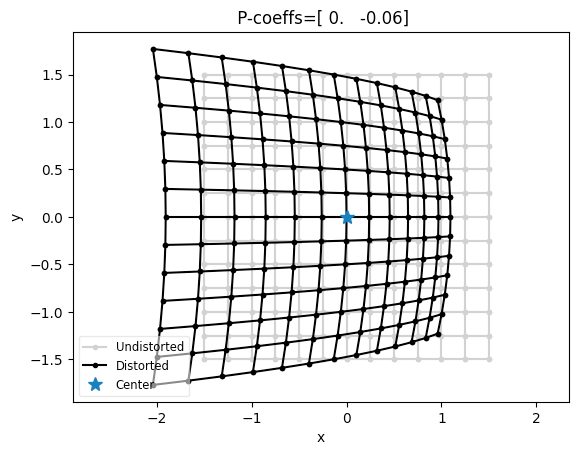 P-coeffs=[ 0.   -0.06]
1.5
1.0
0.5
0.0
−0.5
−1.0
−1.5
y
Undistorted
Distorted
Center
−2
−1
0
1
2
x